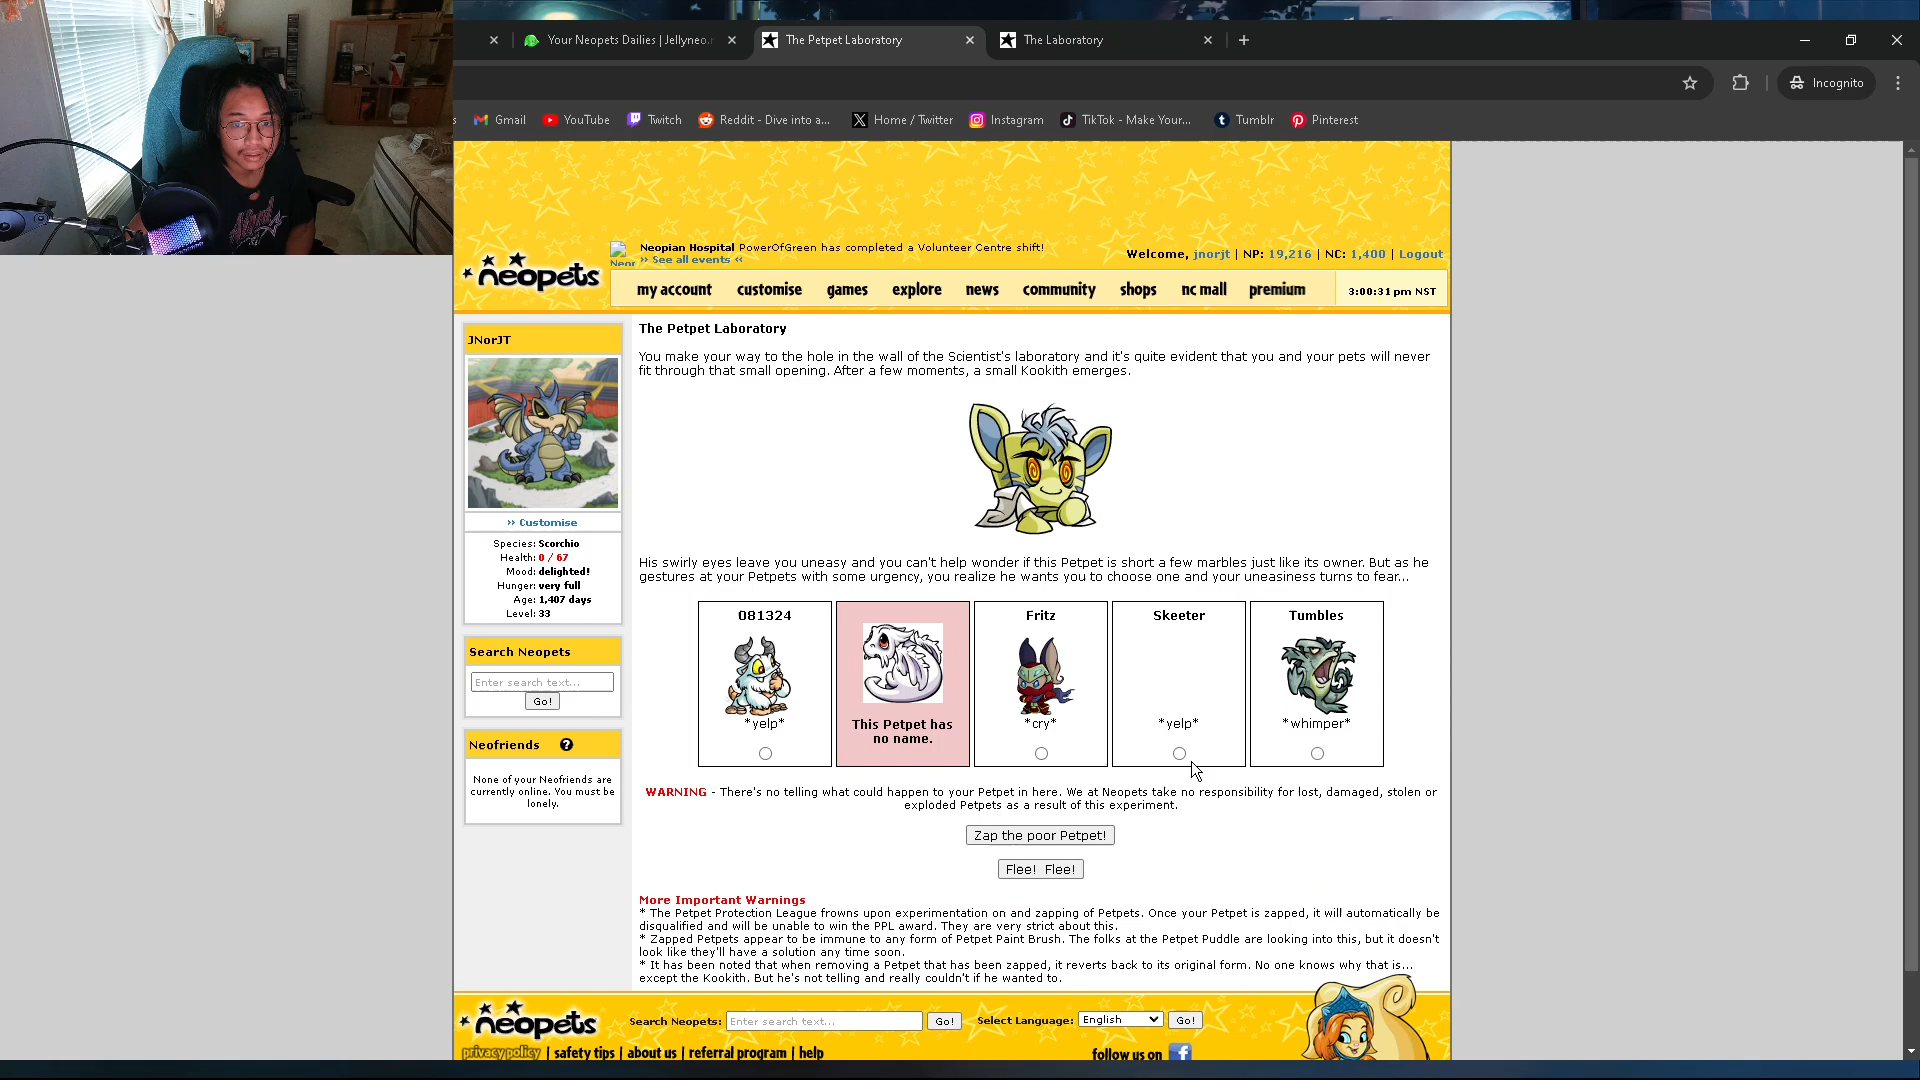 Your Neopets Dailies | Jellyneo.n
The Petpet Laboratory
The Laboratory
Incognito
s
Gmail
YouTube
Twitch
Reddit - Dive into a...
Home / Twitter
Instagram
TikTok - Make Your...
Tumblr
Pinterest
Neopian Hospital PowerOfGreen has completed a Volunteer Centre shift!
>> See all events <<
Welcome, jnorjt | NP: 19,216 | NC: 1,400 | Logout
neopets
my account customise games explore news community shops nc mall premium
3:00:31 pm NST
JNorJT
>> Customise
Species: Scorchio
Health: 0 / 67
Mood: delighted!
Hunger: very full
Age: 1,407 days
Level: 33
Search Neopets
Enter search text...
Go!
Neofriends ?
None of your Neofriends are
currently online. You must be
lonely.
The Petpet Laboratory
You make your way to the hole in the wall of the Scientist's laboratory and it's quite evident that you and your pets will never
fit through that small opening. After a few moments, a small Kookith emerges.
His swirly eyes leave you uneasy and you can't help wonder if this Petpet is short a few marbles just like its owner. But as he
gestures at your Petpets with some urgency, you realize he wants you to choose one and your uneasiness turns to fear...
081324
*yelp*
This Petpet has
no name.
Fritz
*cry*
Skeeter
*yelp*
Tumbles
*whimper*
WARNING - There's no telling what could happen to your Petpet in here. We at Neopets take no responsibility for lost, damaged, stolen or
exploded Petpets as a result of this experiment.
Zap the poor Petpet!
Flee! Flee!
More Important Warnings
* The Petpet Protection League frowns upon experimentation on and zapping of Petpets. Once your Petpet is zapped, it will automatically be
disqualified and will be unable to win the PPL award. They are very strict about this.
* Zapped Petpets appear to be immune to any form of Petpet Paint Brush. The folks at the Petpet Puddle are looking into this, but it doesn't
look like they'll have a solution any time soon.
* It has been noted that when removing a Petpet that has been zapped, it reverts back to its original form. No one knows why that is...
except the Kookith. But he's not telling and really couldn't if he wanted to.
neopets
Search Neopets: Enter search text... Go!
Select Language: English Go!
privacy policy | safety tips | about us | referral program | help
follow us on